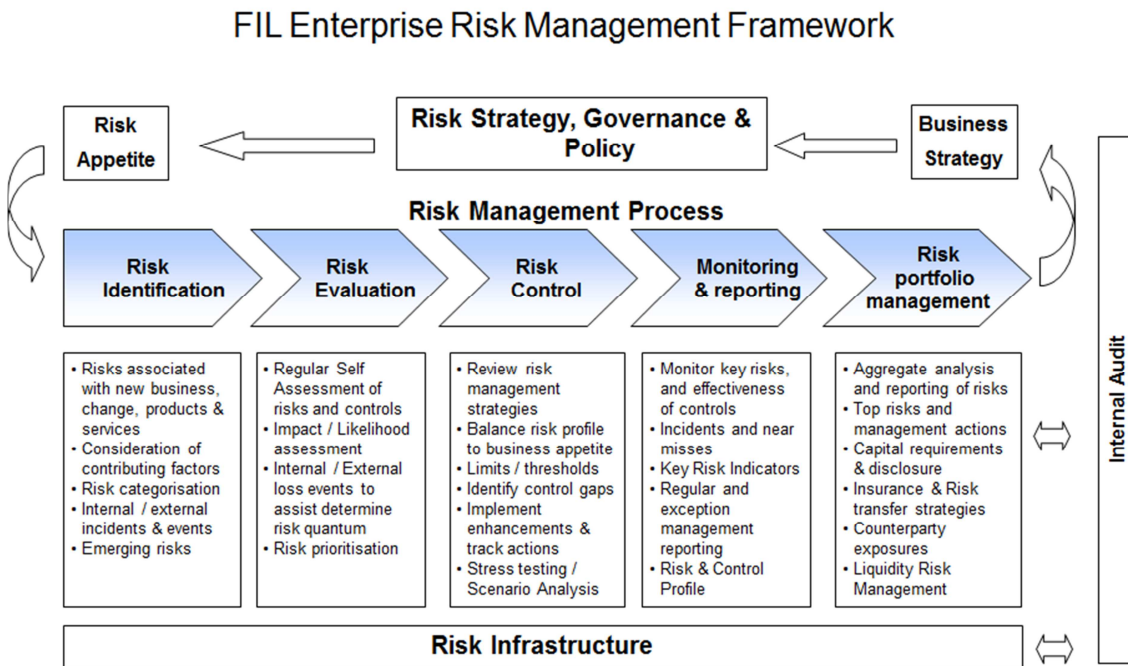 FIL Enterprise Risk Management Framework
Risk
Appetite
Risk Strategy, Governance &
Policy
Business
Strategy
Risk Management Process
Risk
Identification
Risk
Evaluation
Risk
Control
Monitoring
& reporting
Risk
portfolio
management
• Risks associated
with new business,
change, products &
services
• Consideration of
contributing factors
• Risk categorisation
• Internal / external
incidents & events
• Emerging risks
• Regular Self
Assessment of
risks and controls
• Impact / Likelihood
assessment
• Internal / External
loss events to
assist determine
risk quantum
• Risk prioritisation
• Review risk
management
strategies
• Balance risk profile
to business appetite
• Limits / thresholds
• Identify control gaps
• Implement
enhancements &
track actions
• Stress testing /
Scenario Analysis
• Monitor key risks,
and effectiveness
of controls
• Incidents and near
misses
• Key Risk Indicators
• Regular and
exception
management
reporting
• Risk & Control
Profile
• Aggregate analysis
and reporting of risks
• Top risks and
management actions
• Capital requirements
& disclosure
• Insurance & Risk
transfer strategies
• Counterparty
exposures
• Liquidity Risk
Management
Internal Audit
Risk Infrastructure